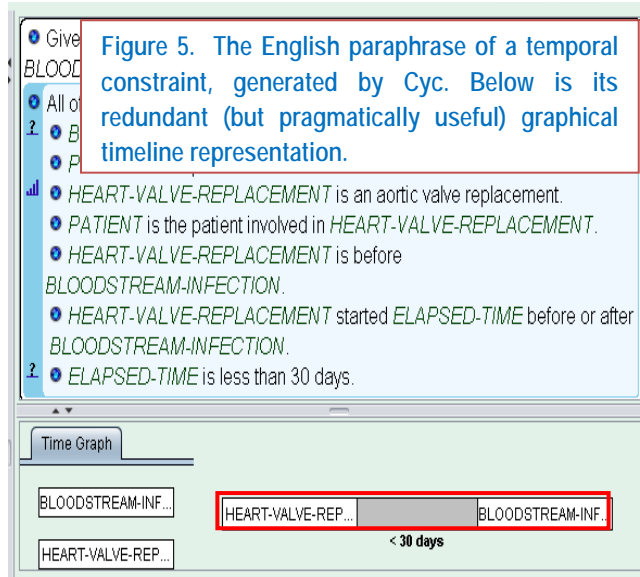 Give
BLOOD
Figure 5. The English paraphrase of a temporal
constraint, generated by Cyc. Below is its
redundant (but pragmatically useful) graphical
timeline representation.
All of
? B
P
HEART-VALVE-REPLACEMENT is an aortic valve replacement.
PATIENT is the patient involved in HEART-VALVE-REPLACEMENT.
HEART-VALVE-REPLACEMENT is before
BLOODSTREAM-INFECTION.
HEART-VALVE-REPLACEMENT started ELAPSED-TIME before or after
BLOODSTREAM-INFECTION.
? ELAPSED-TIME is less than 30 days.
Time Graph
BLOODSTREAM-INF...
HEART-VALVE-REP... BLOODSTREAM-INF...
< 30 days
HEART-VALVE-REP...